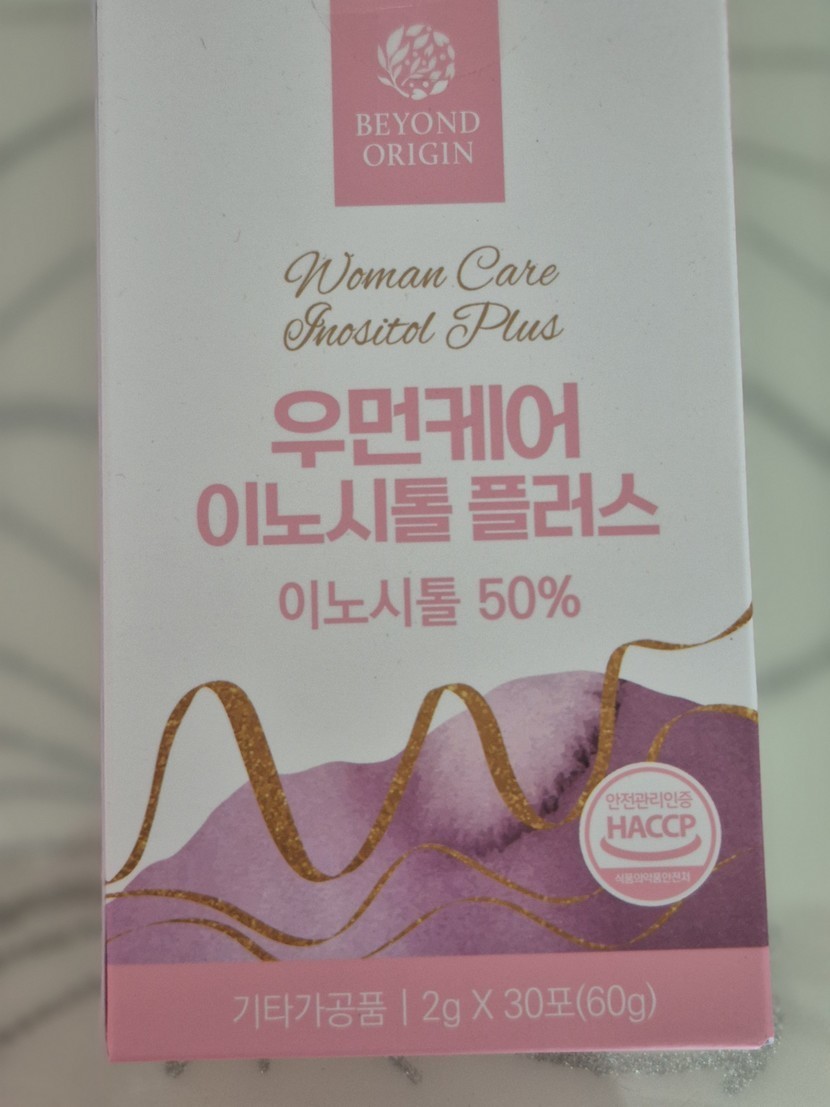 BEYOND
ORIGIN
Woman Care
Inositol Plus
우먼케어
이노시톨 플러스
이노시톨 50%
안전관리인증
HACCP
식품의약품안전처
기타가공품 | 2g X 30포(60g)